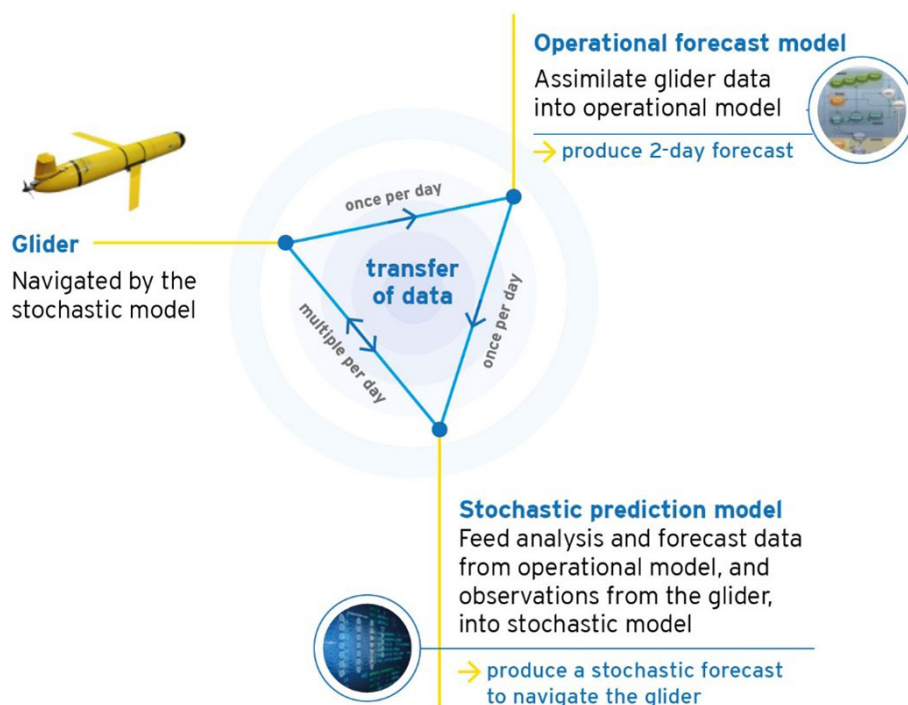 Operational forecast model
Assimilate glider data
into operational model
→ produce 2-day forecast
once per day
Glider
Navigated by the
stochastic model
transfer
of data
once per day
multiple per day
Stochastic prediction model
Feed analysis and forecast data
from operational model, and
observations from the glider,
into stochastic model
→ produce a stochastic forecast
to navigate the glider